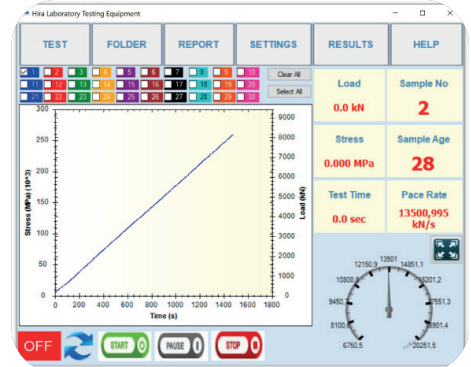 Hira Laboratory Testing Equipment
TEST FOLDER REPORT SETTINGS RESULTS HELP
1 2 3 4 5 6 7 8 9 10 Clear All
11 12 13 14 15 16 17 18 19 20 Select All
21 22 23 24 25 26 27 28 29 30
Load
0.0 kN
Sample No
2
Stress
0.000 MPa
Sample Age
28
Test Time
0.0 sec
Pace Rate
13500,995
kN/s
Stress (MPa) (10^3)
300
250
200
150
100
50
0
9000
8000
7000
6000
5000
4000
3000
2000
1000
0
Load (kN)
0 200 400 600 800 1000 1200 1400 1600 1800
Time (s)
6750,5
8100,6
9450,7
10800,8
12150,9
13501
14851,1
16201,2
17551,3
18901,4
20251,5
OFF START PAUSE STOP